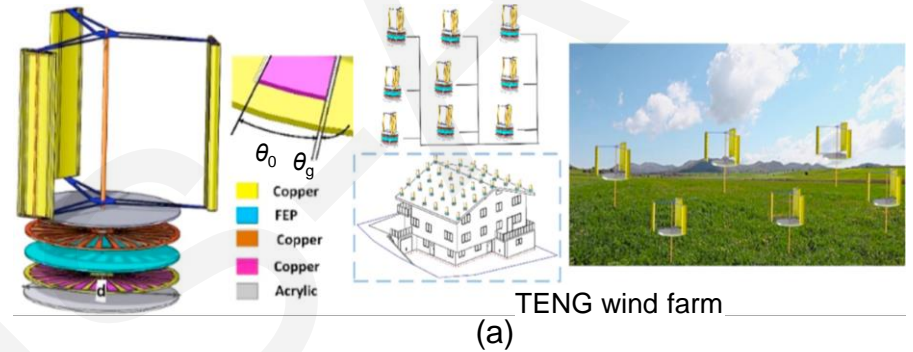 θ0 θg
Copper
FEP
Copper
Copper
Acrylic
d
TENG wind farm
(a)